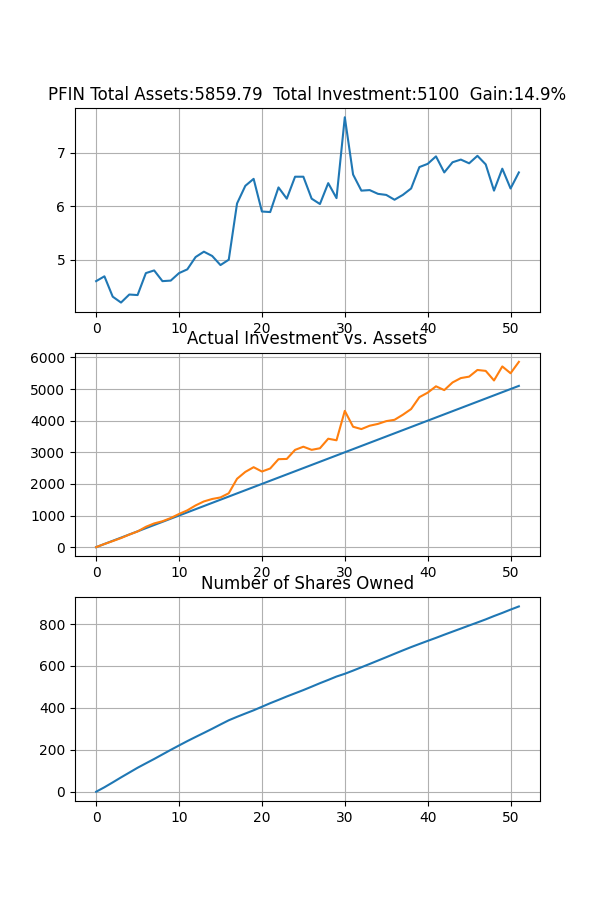 PFIN Total Assets:5859.79  Total Investment:5100  Gain:14.9%
7
6
5
0 10 20 30 40 50
Actual Investment vs. Assets
6000
5000
4000
3000
2000
1000
0
0 10 20 30 40 50
Number of Shares Owned
800
600
400
200
0
0 10 20 30 40 50